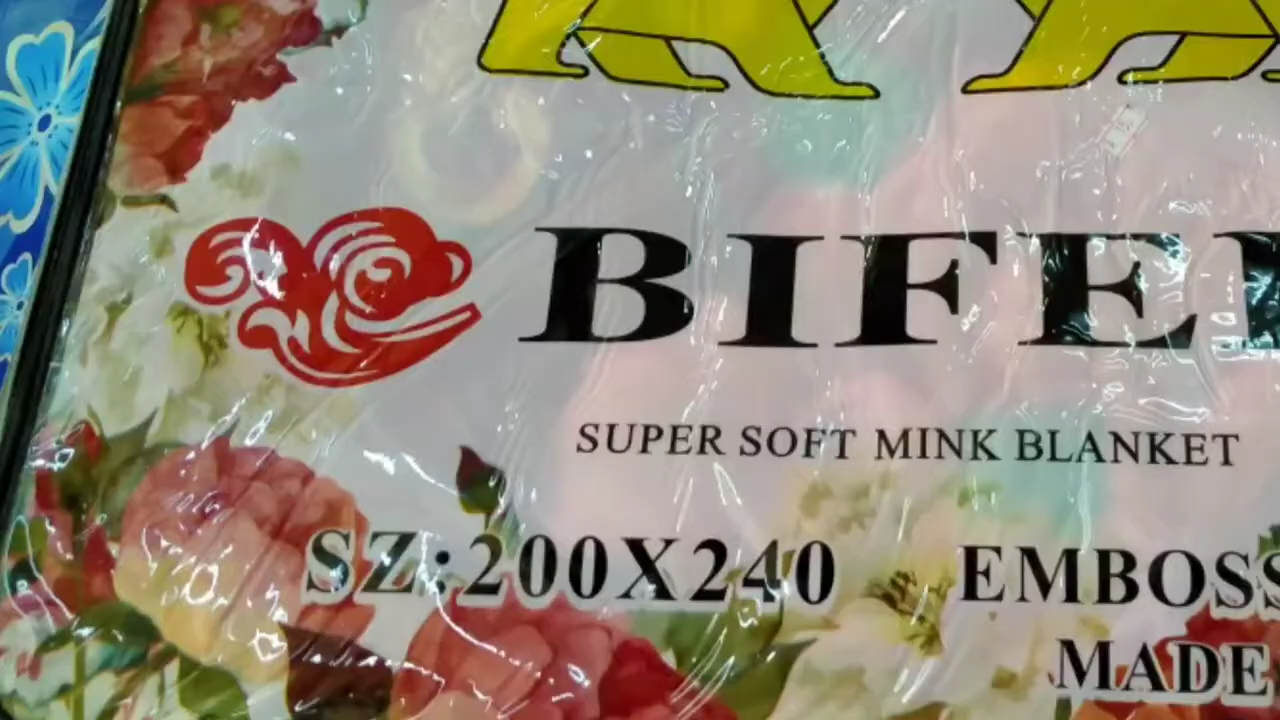 BIFE
SUPER SOFT MINK BLANKET
SZ:200X240
EMBOSS
MADE